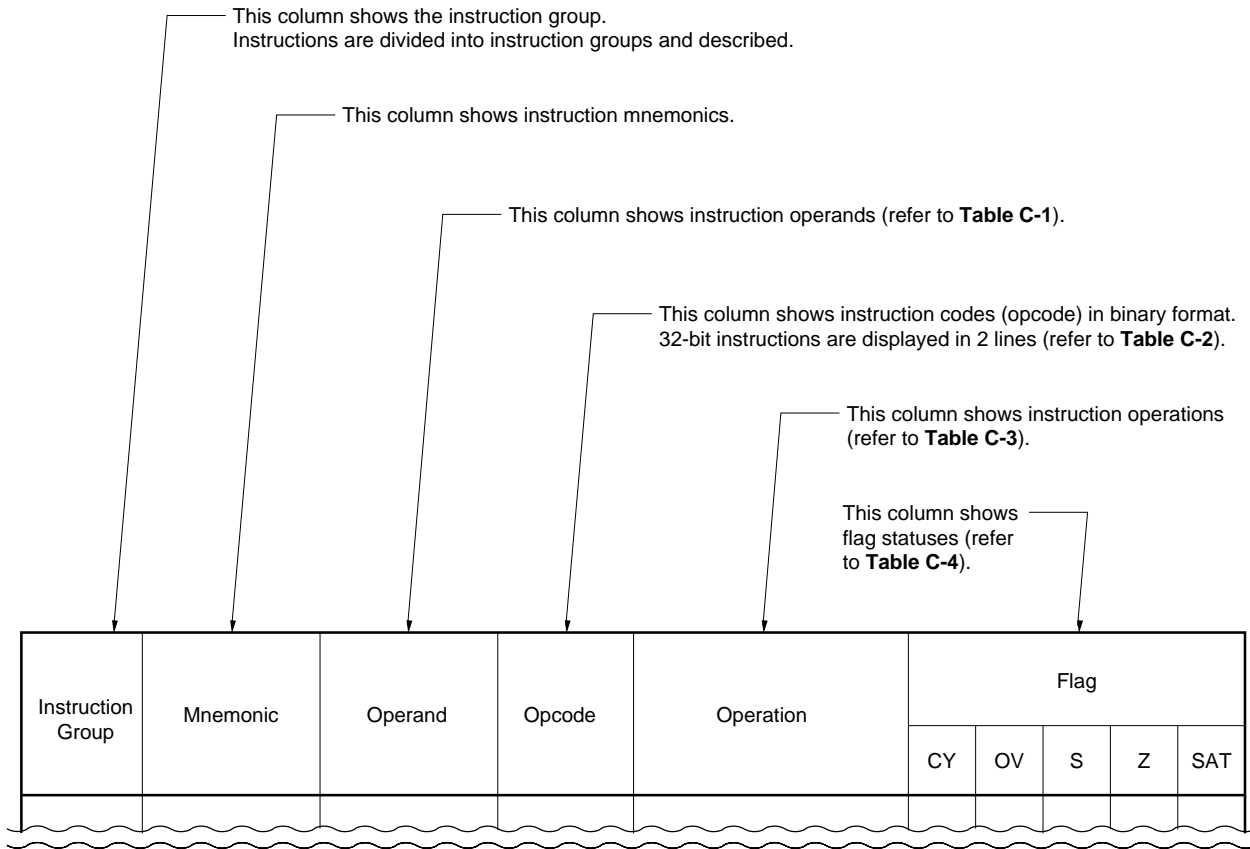 This column shows the instruction group.
Instructions are divided into instruction groups and described.
This column shows instruction mnemonics.
This column shows instruction operands (refer to Table C-1).
This column shows instruction codes (opcode) in binary format.
32-bit instructions are displayed in 2 lines (refer to Table C-2).
This column shows instruction operations
(refer to Table C-3).
This column shows
flag statuses (refer
to Table C-4).
Instruction
Group
Mnemonic
Operand
Opcode
Operation
Flag
CY
OV
S
Z
SAT